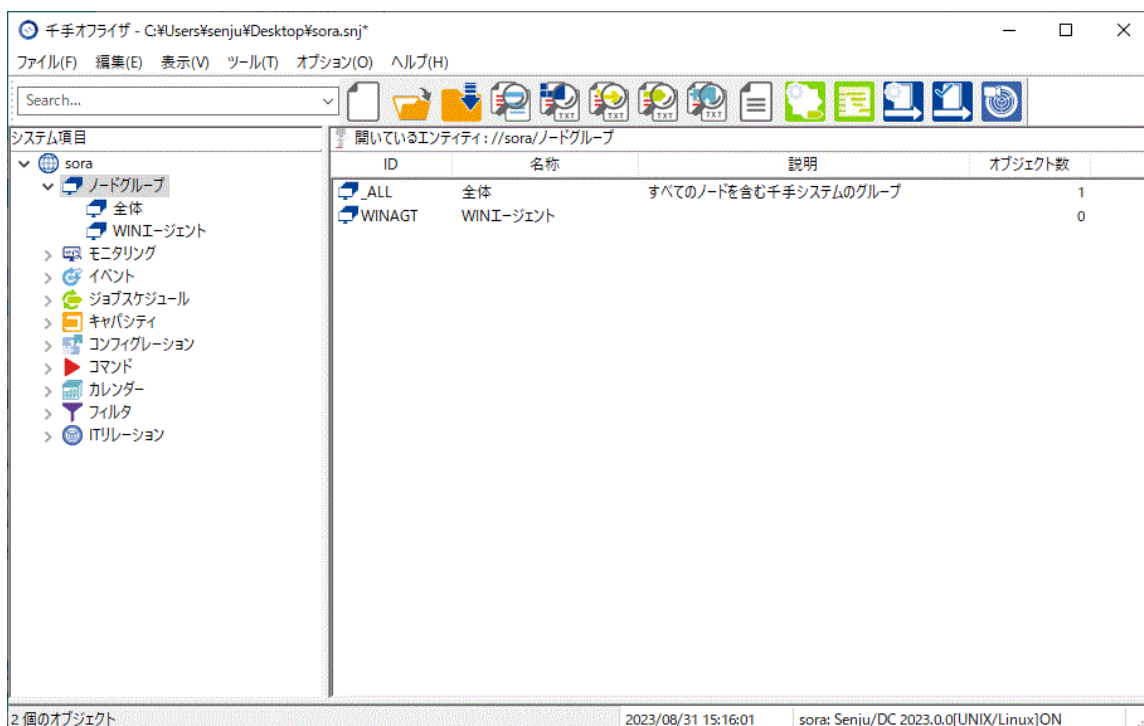 千手オフライザ - C:¥Users¥senju¥Desktop¥sora.snj*
ファイル(F) 編集(E) 表示(V) ツール(T) オプション(O) ヘルプ(H)
Search...
TXT TXT TXT TXT
システム項目
開いているエンティティ : //sora/ノードグループ
sora
ノードグループ
全体
WINエージェント
モニタリング
イベント
ジョブスケジュール
キャパシティ
コンフィグレーション
コマンド
カレンダー
フィルタ
ITリレーション
ID 名称 説明 オブジェクト数
_ALL 全体 すべてのノードを含む千手システムのグループ 1
WINAGT WINエージェント 0
2 個のオブジェクト 2023/08/31 15:16:01 sora: Senju/DC 2023.0.0[UNIX/Linux]ON